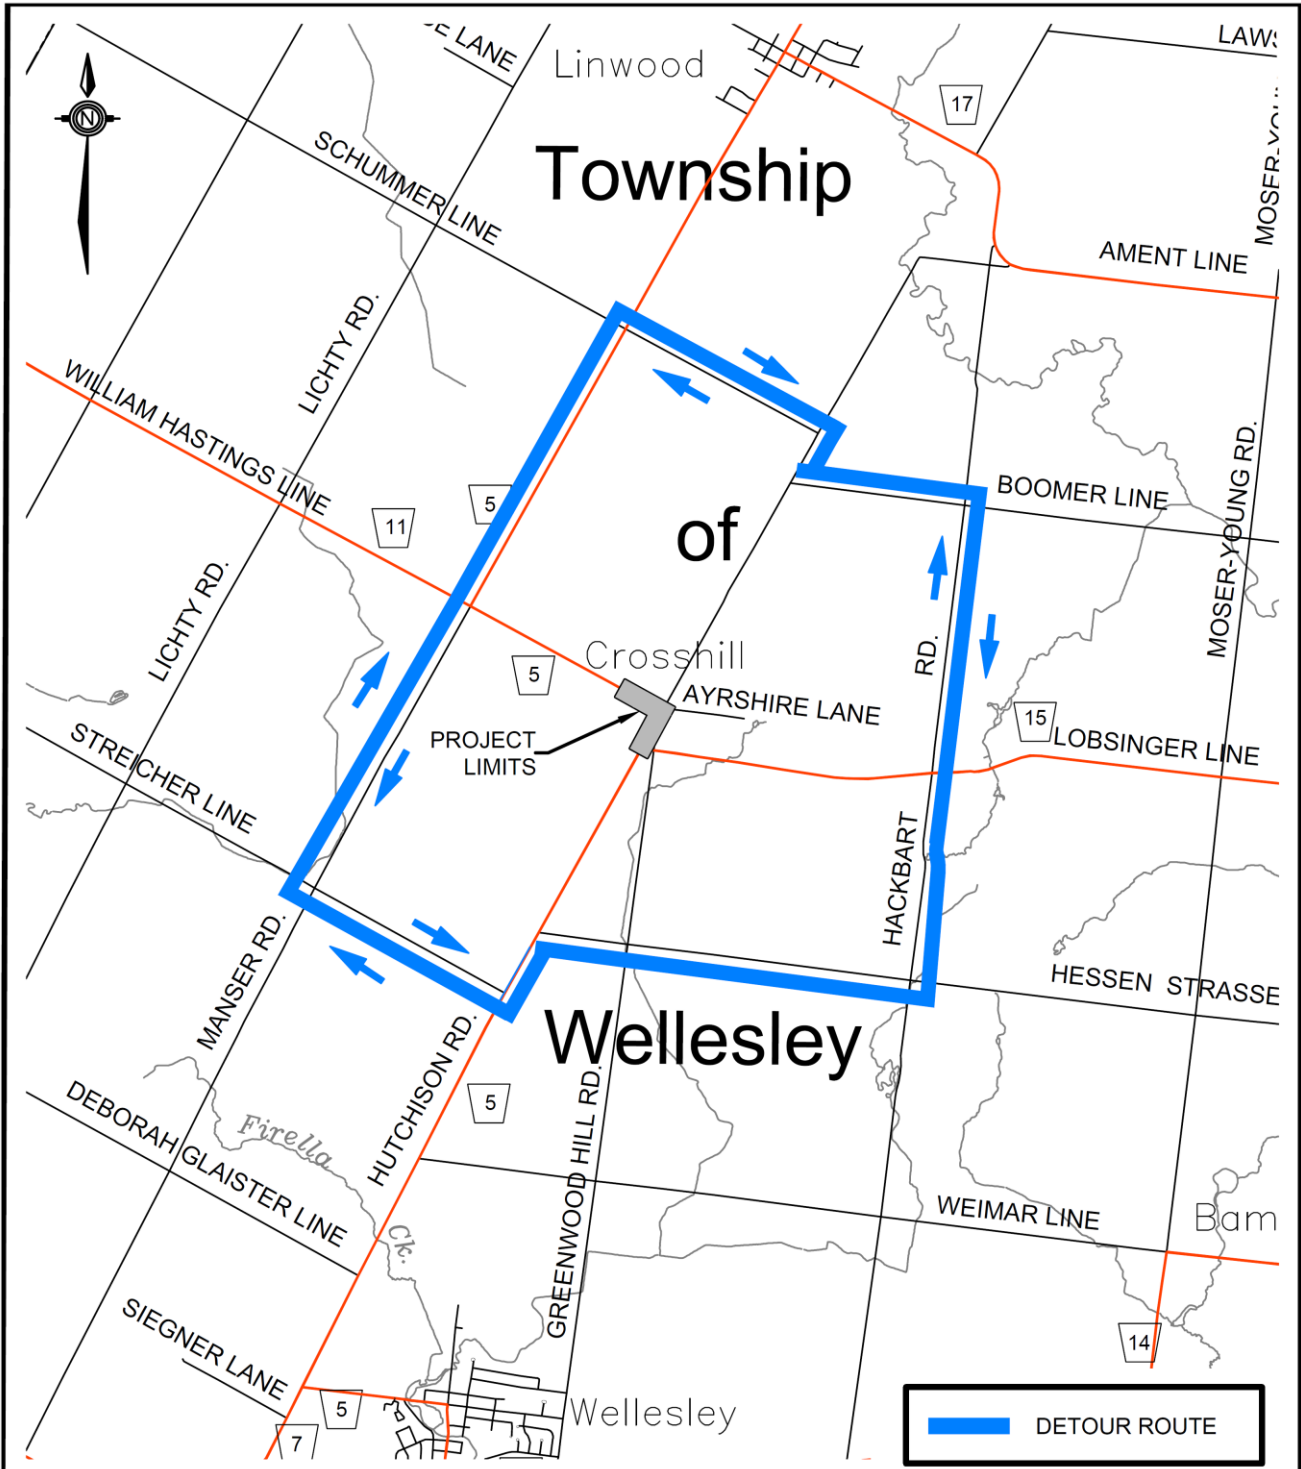 LANE
Linwood
LAWS
17
N
SCHUMMER LINE
Township
MOSER-YOU
AMENT LINE
LICHTY RD.
WILLIAM HASTINGS LINE
5
11
of
BOOMER LINE
MOSER-YOUNG RD.
LICHTY RD.
Crosshill
5
RD.
AYRSHIRE LANE
15
PROJECT
LIMITS
LOBSINGER LINE
STREICHER LINE
HACKBART
MANSER RD.
HESSEN STRASSE
Wellesley
HUTCHISON RD.
5
GREENWOOD HILL RD.
DEBORAH GLAISTER LINE
Firella
Ck.
WEIMAR LINE
Bam
SIEGNER LANE
14
5
7
Wellesley
DETOUR ROUTE